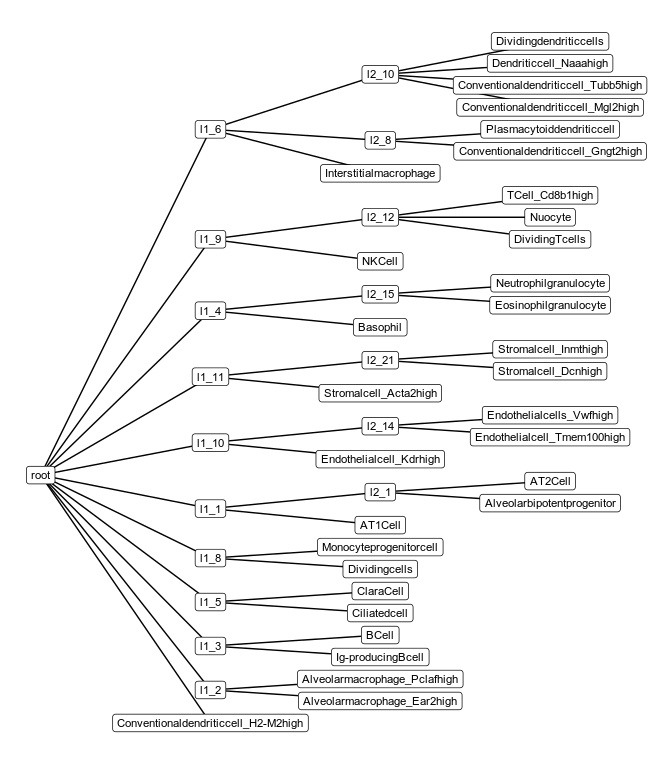 Dividingdendriticcells
Dendriticcell_Naaahigh
l2_10
Conventionaldendriticcell_Tubb5high
Conventionaldendriticcell_Mgl2high
l1_6
Plasmacytoiddendriticcell
l2_8
Conventionaldendriticcell_Gngt2high
Interstitialmacrophage
TCell_Cd8b1high
l2_12
Nuocyte
l1_9
DividingTcells
NKCell
Neutrophilgranulocyte
l2_15
Eosinophilgranulocyte
l1_4
Basophil
Stromalcell_Inmthigh
l2_21
Stromalcell_Dcnhigh
l1_11
Stromalcell_Acta2high
Endothelialcells_Vwfhigh
l2_14
Endothelialcell_Tmem100high
l1_10
Endothelialcell_Kdrhigh
root
AT2Cell
l2_1
Alveolarbipotentprogenitor
l1_1
AT1Cell
Monocyteprogenitorcell
l1_8
Dividingcells
ClaraCell
l1_5
Ciliatedcell
BCell
l1_3
Ig-producingBcell
Alveolarmacrophage_Pclafhigh
l1_2
Alveolarmacrophage_Ear2high
Conventionaldendriticcell_H2-M2high